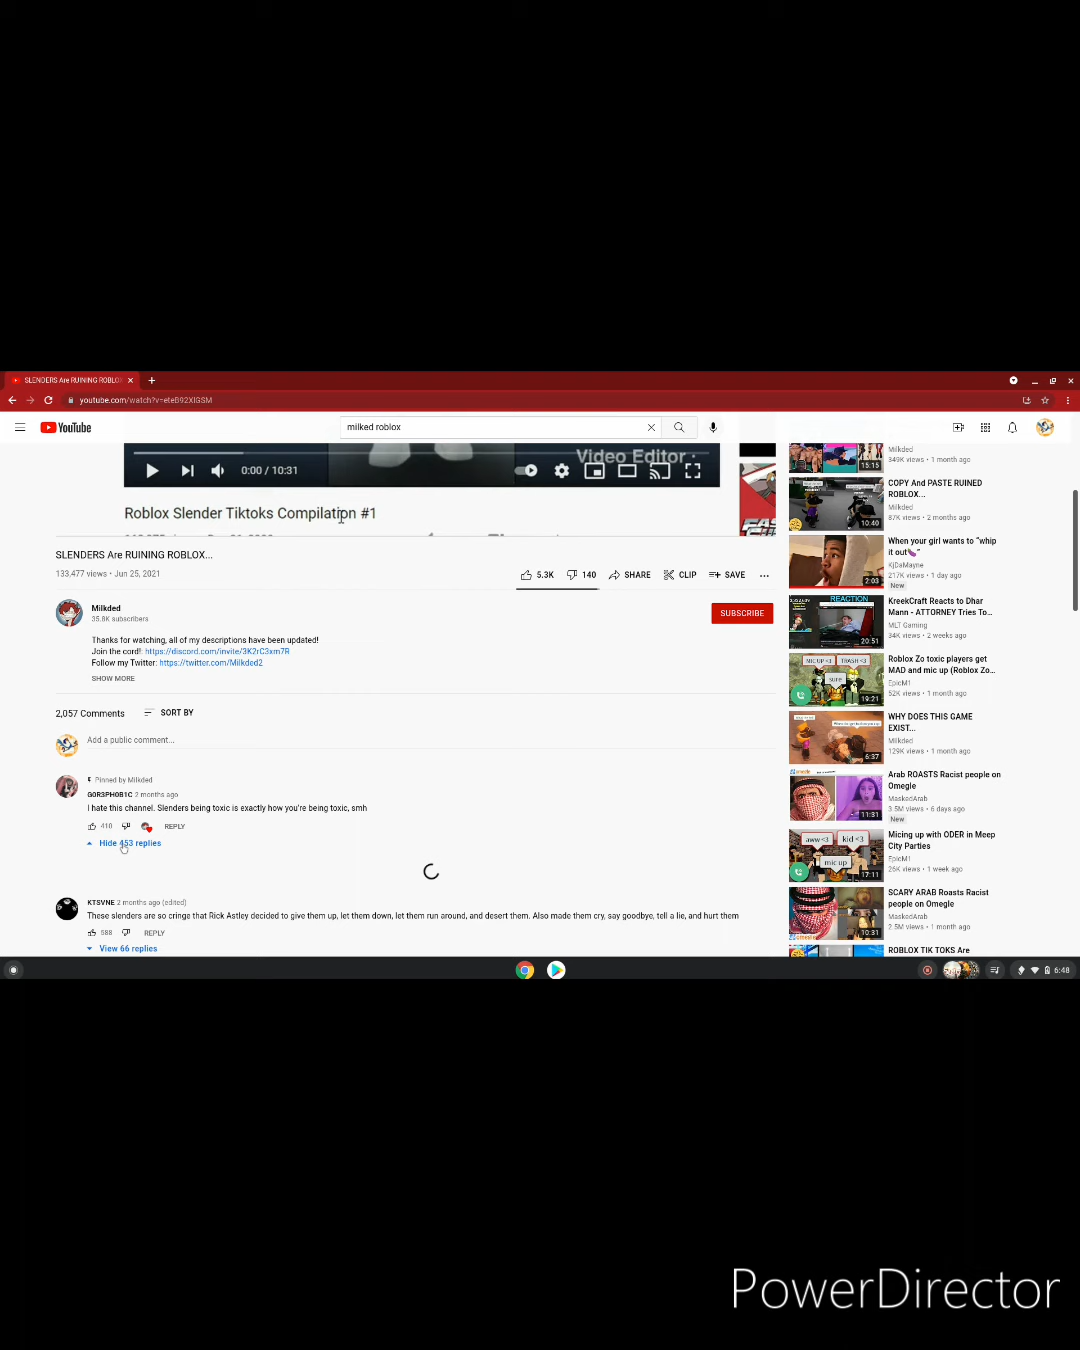 SLENDERS Are RUINING ROBLOX
youtube.com/watch?v=eteB92XIGSM
YouTube
milked roblox
Video Editor
0:00 / 10:31
Roblox Slender Tiktoks Compilation #1
SLENDERS Are RUINING ROBLOX...
133,477 views • Jun 25, 2021
5.3K
140
SHARE
CLIP
SAVE
Milkded
35.8K subscribers
SUBSCRIBE
Thanks for watching, all of my descriptions have been updated!
Join the cord!: https://discord.com/invite/3K2rC3xm7R
Follow my Twitter: https://twitter.com/Milkded2
SHOW MORE
2,057 Comments
SORT BY
Add a public comment...
Pinned by Milkded
G0R3PH0B1C 2 months ago
I hate this channel. Slenders being toxic is exactly how you're being toxic, smh
410
REPLY
Hide 453 replies
KTSVNE 2 months ago (edited)
These slenders are so cringe that Rick Astley decided to give them up, let them down, let them run around, and desert them. Also made them cry, say goodbye, tell a lie, and hurt them
588
REPLY
View 66 replies
Milkded
349K views • 1 month ago
15:15
COPY And PASTE RUINED
ROBLOX...
Milkded
87K views • 2 months ago
10:40
When your girl wants to "whip
it out🍆"
KjDaMayne
217K views • 1 day ago
New
2:03
REACTION
KreekCraft Reacts to Dhar
Mann - ATTORNEY Tries To...
MLT Gaming
34K views • 2 weeks ago
20:51
MIC UP <3
TRASH <3
sure
Roblox Zo toxic players get
MAD and mic up (Roblox Zo...
EpicM1
52K views • 1 month ago
19:21
WHY DOES THIS GAME
EXIST...
Milkded
129K views • 1 month ago
6:37
Arab ROASTS Racist people on
Omegle
MaskedArab
3.5M views • 6 days ago
New
11:31
aww<3
kid <3
mic up
Micing up with ODER in Meep
City Parties
EpicM1
26K views • 1 week ago
17:11
SCARY ARAB Roasts Racist
people on Omegle
MaskedArab
2.5M views • 1 month ago
10:31
ROBLOX TIK TOKS Are
6:48
PowerDirector